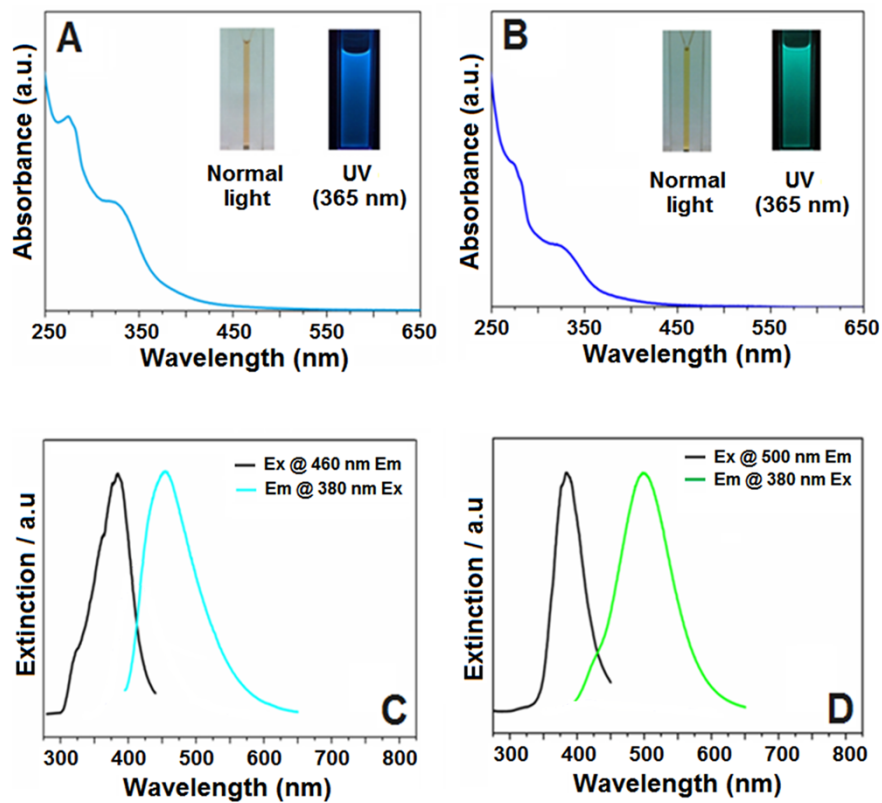 A
Absorbance (a.u.)
Normal
light
UV
(365 nm)
250 350 450 550 650
Wavelength (nm)
B
Absorbance (a.u.)
Normal
light
UV
(365 nm)
250 350 450 550 650
Wavelength (nm)
Extinction / a.u
Ex @ 460 nm Em
Em @ 380 nm Ex
C
300 400 500 600 700 800
Wavelength (nm)
Extinction / a.u
Ex @ 500 nm Em
Em @ 380 nm Ex
D
300 400 500 600 700 800
Wavelength (nm)